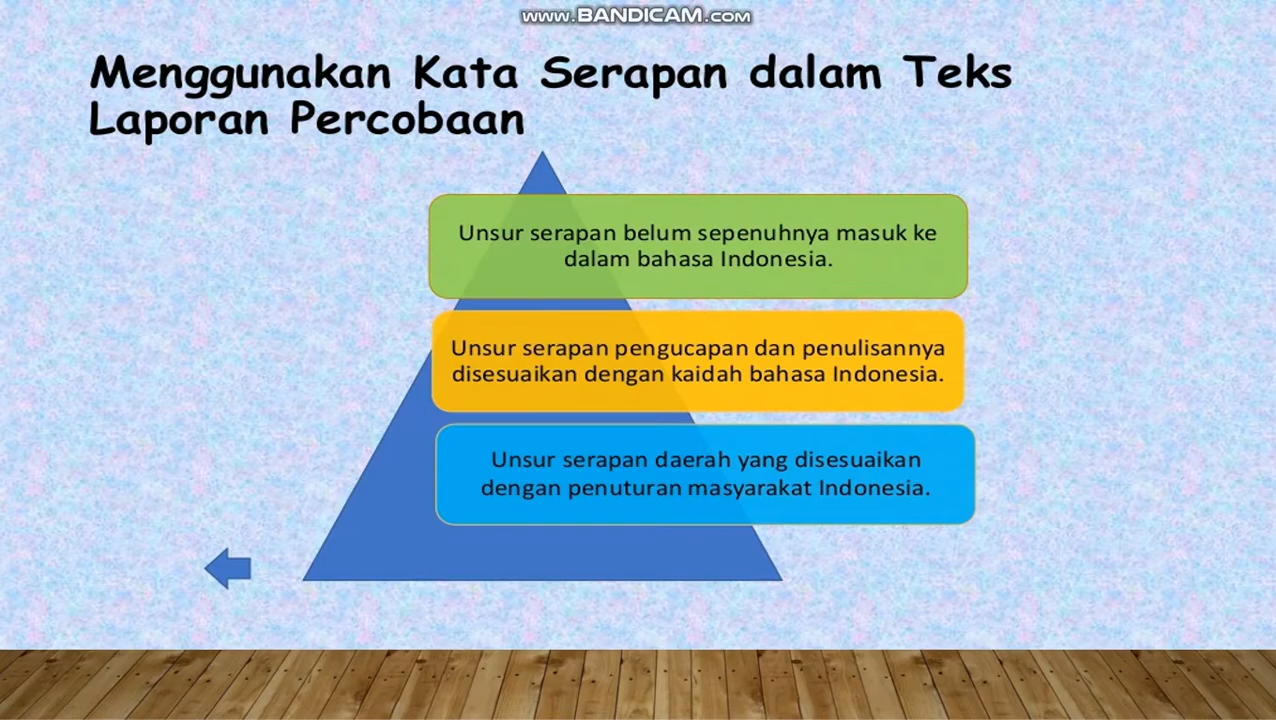 www.BANDICAM.com
Menggunakan Kata Serapan dalam Teks
Laporan Percobaan
Unsur serapan belum sepenuhnya masuk ke
dalam bahasa Indonesia.
Unsur serapan pengucapan dan penulisannya
disesuaikan dengan kaidah bahasa Indonesia.
Unsur serapan daerah yang disesuaikan
dengan penuturan masyarakat Indonesia.